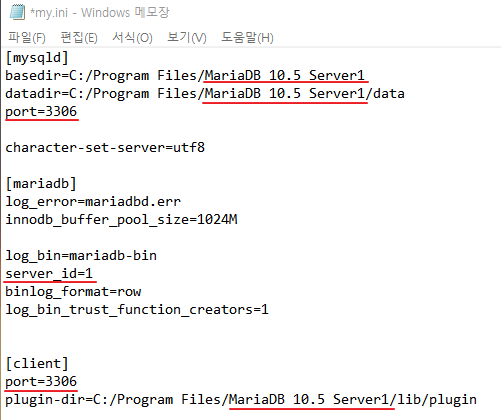 *my.ini - Windows 메모장
파일(F) 편집(E) 서식(O) 보기(V) 도움말(H)
[mysqld]
basedir=C:/Program Files/MariaDB 10.5 Server1
datadir=C:/Program Files/MariaDB 10.5 Server1/data
port=3306
character-set-server=utf8
[mariadb]
log_error=mariadbd.err
innodb_buffer_pool_size=1024M
log_bin=mariadb-bin
server_id=1
binlog_format=row
log_bin_trust_function_creators=1
[client]
port=3306
plugin-dir=C:/Program Files/MariaDB 10.5 Server1/lib/plugin